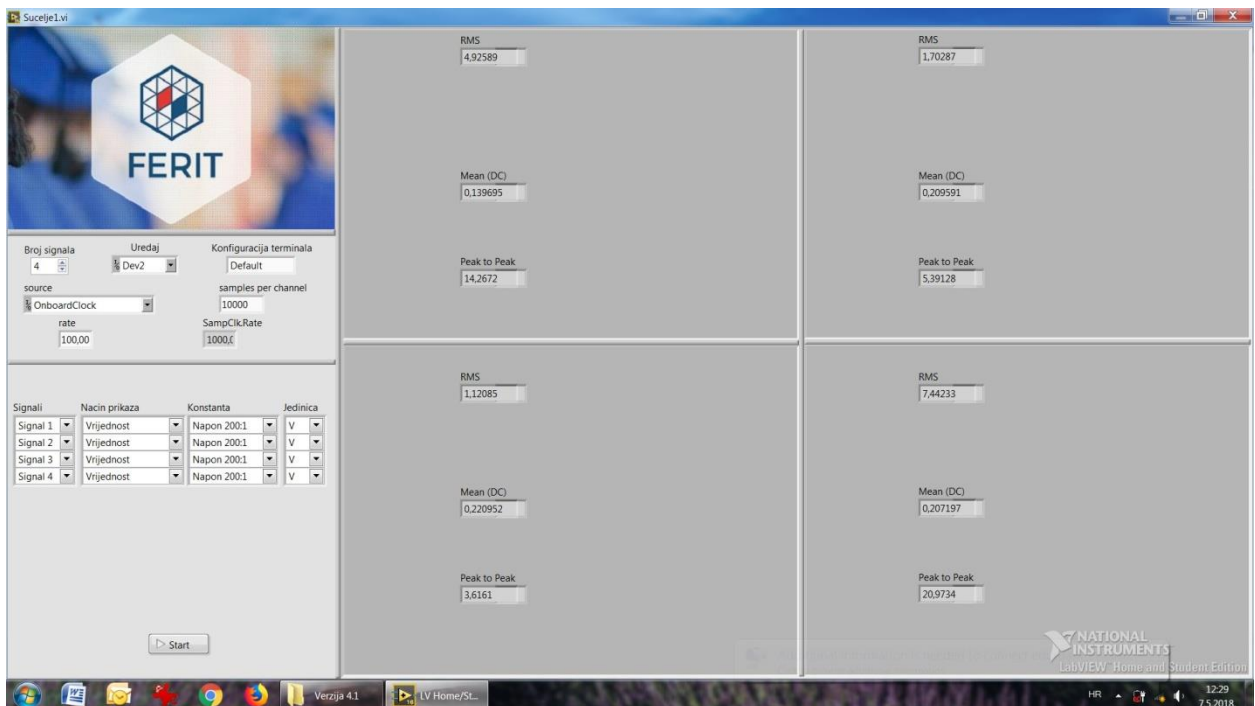 Sucelje1.vi
FERIT
Broj signala
Uredaj
Konfiguracija terminala
4
Dev2
Default
source
samples per channel
OnboardClock
10000
rate
SampClk.Rate
100,00
1000,(
Signali
Nacin prikaza
Konstanta
Jedinica
Signal 1
Vrijednost
Napon 200:1
V
Signal 2
Vrijednost
Napon 200:1
V
Signal 3
Vrijednost
Napon 200:1
V
Signal 4
Vrijednost
Napon 200:1
V
Start
RMS
4,92589
Mean (DC)
0,139695
Peak to Peak
14,2672
RMS
1,70287
Mean (DC)
0,209591
Peak to Peak
5,39128
RMS
1,12085
Mean (DC)
0,220952
Peak to Peak
3,6161
RMS
7,44233
Mean (DC)
0,207197
Peak to Peak
20,9734
NATIONAL
INSTRUMENTS
LabVIEW Home and Student Edition
Verzija 4.1
LV Home/St...
HR
12:29
7.5.2018